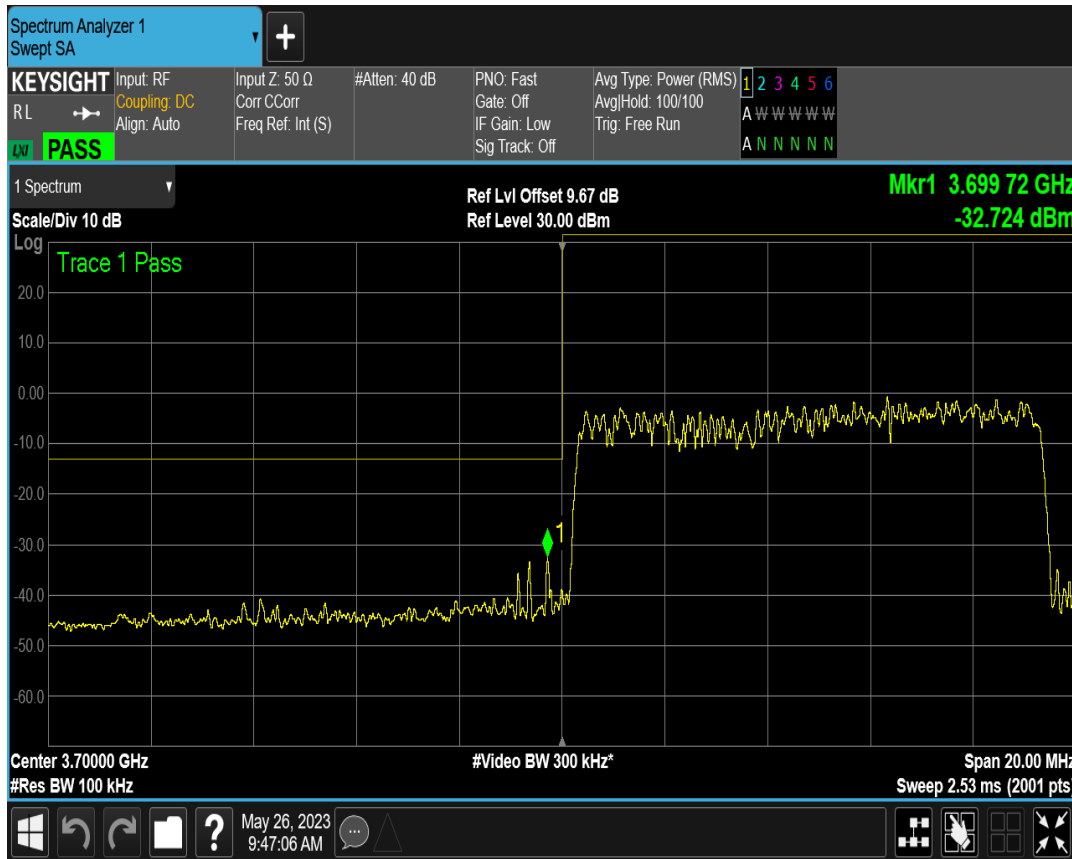 Spectrum Analyzer 1
Swept SA
+
KEYSIGHT
RL
LXI
PASS
Input: RF
Coupling: DC
Align: Auto
Input Z: 50 Ω
Corr CCorr
Freq Ref: Int (S)
#Atten: 40 dB
PNO: Fast
Gate: Off
IF Gain: Low
Sig Track: Off
Avg Type: Power (RMS)
Avg|Hold: 100/100
Trig: Free Run
1 2 3 4 5 6
A W W W W W
A N N N N N
1 Spectrum
Scale/Div 10 dB
Ref Lvl Offset 9.67 dB
Ref Level 30.00 dBm
Mkr1 3.699 72 GHz
-32.724 dBm
Log
Trace 1 Pass
20.0
10.0
0.00
-10.0
-20.0
-30.0
1
-40.0
-50.0
-60.0
Center 3.70000 GHz
#Res BW 100 kHz
#Video BW 300 kHz*
Span 20.00 MHz
Sweep 2.53 ms (2001 pts)
?
May 26, 2023
9:47:06 AM